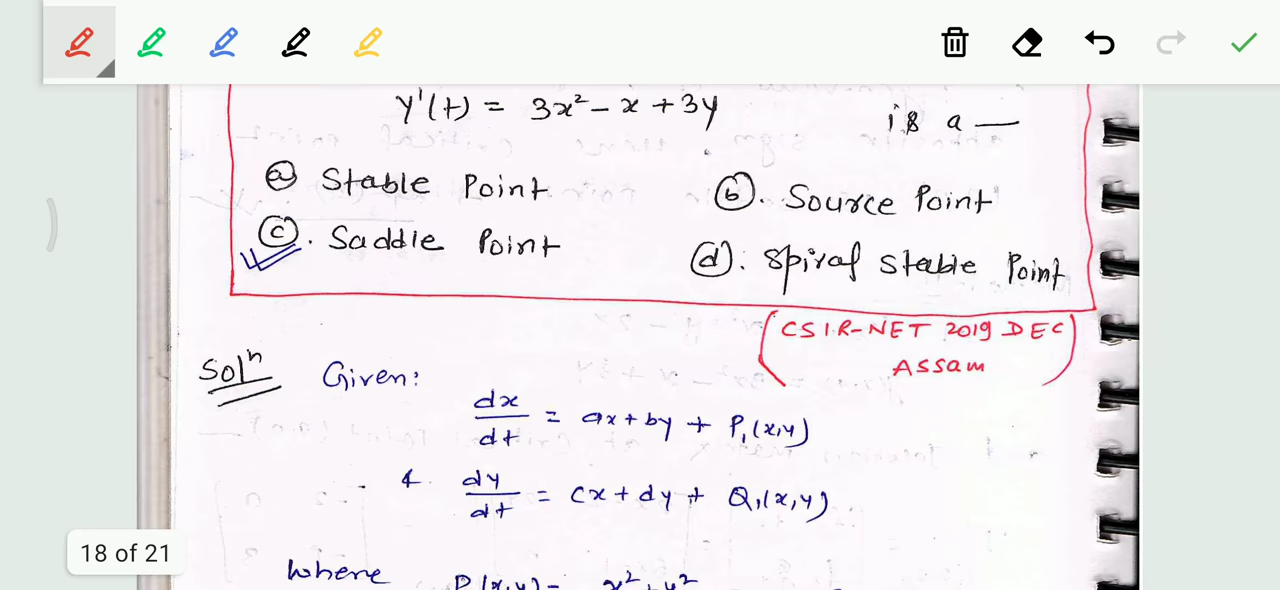 y'(t) = 3x² - x + 3y is a —
(a) Stable Point (b). Source Point
(c). Saddle Point (d). Spiral stable Point
(CSIR-NET 2019 DEC
ASSAM)
Solⁿ Given:
dx/dt = ax + by + P₁(x,y)
& dy/dt = cx + dy + Q₁(x,y)
18 of 21
Where